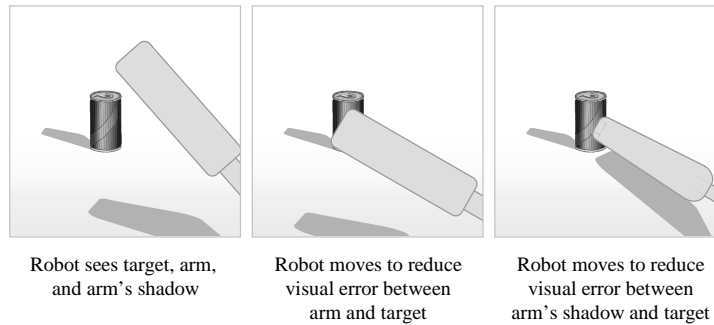 Robot sees target, arm,
and arm's shadow
Robot moves to reduce
visual error between
arm and target
Robot moves to reduce
visual error between
arm's shadow and target